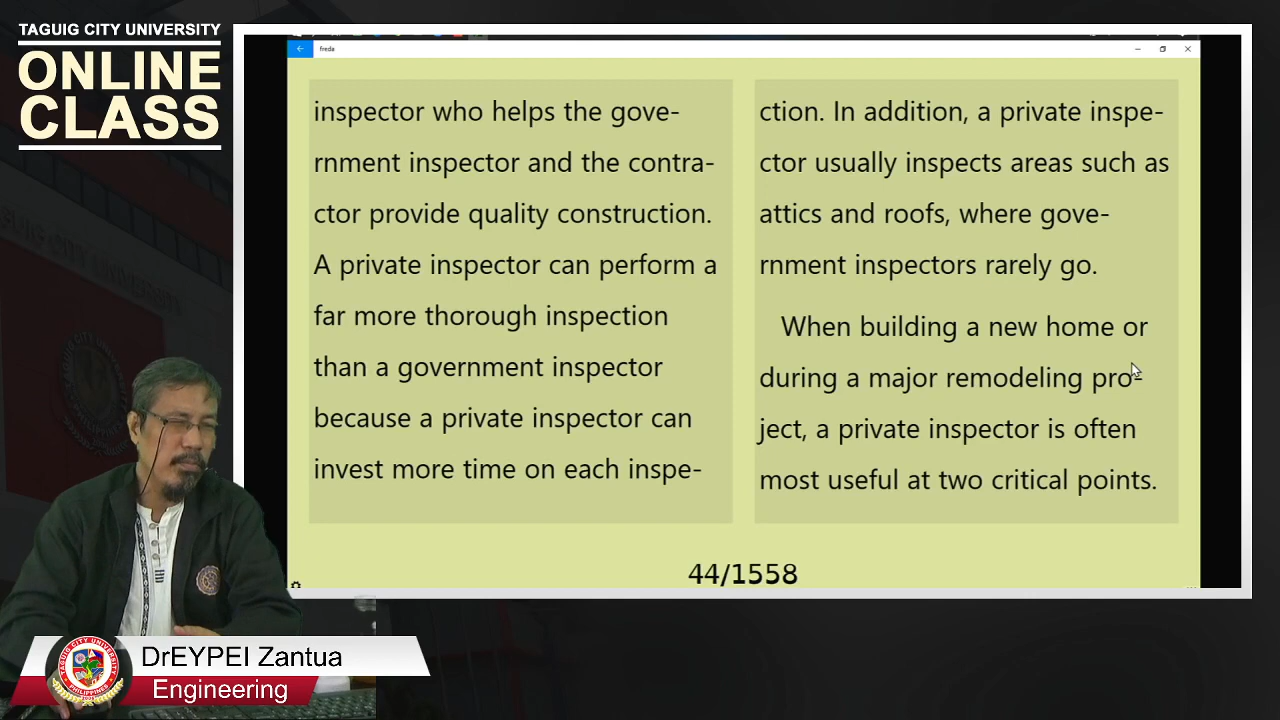 TAGUIG CITY UNIVERSITY
ONLINE
CLASS
freda
inspector who helps the gove-
rnment inspector and the contra-
ctor provide quality construction.
A private inspector can perform a
far more thorough inspection
than a government inspector
because a private inspector can
invest more time on each inspe-
ction. In addition, a private inspe-
ctor usually inspects areas such as
attics and roofs, where gove-
rnment inspectors rarely go.
When building a new home or
during a major remodeling pro-
ject, a private inspector is often
most useful at two critical points.
44/1558
DrEYPEI Zantua
Engineering